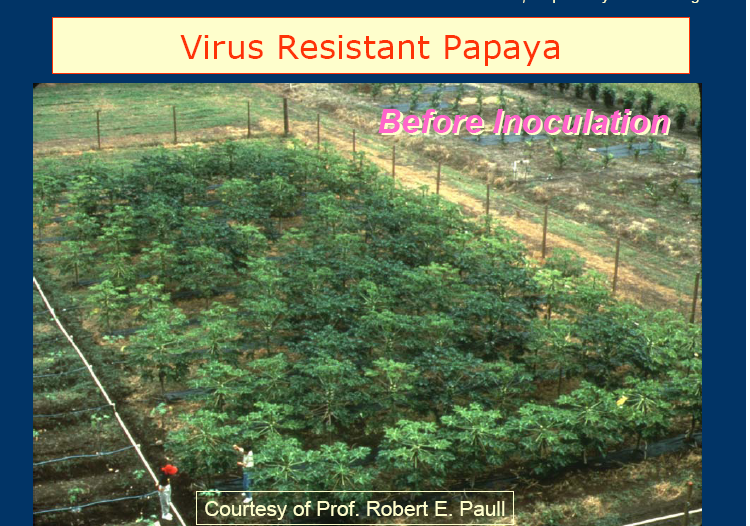 Virus Resistant Papaya
Before Inoculation
Courtesy of Prof. Robert E. Paull